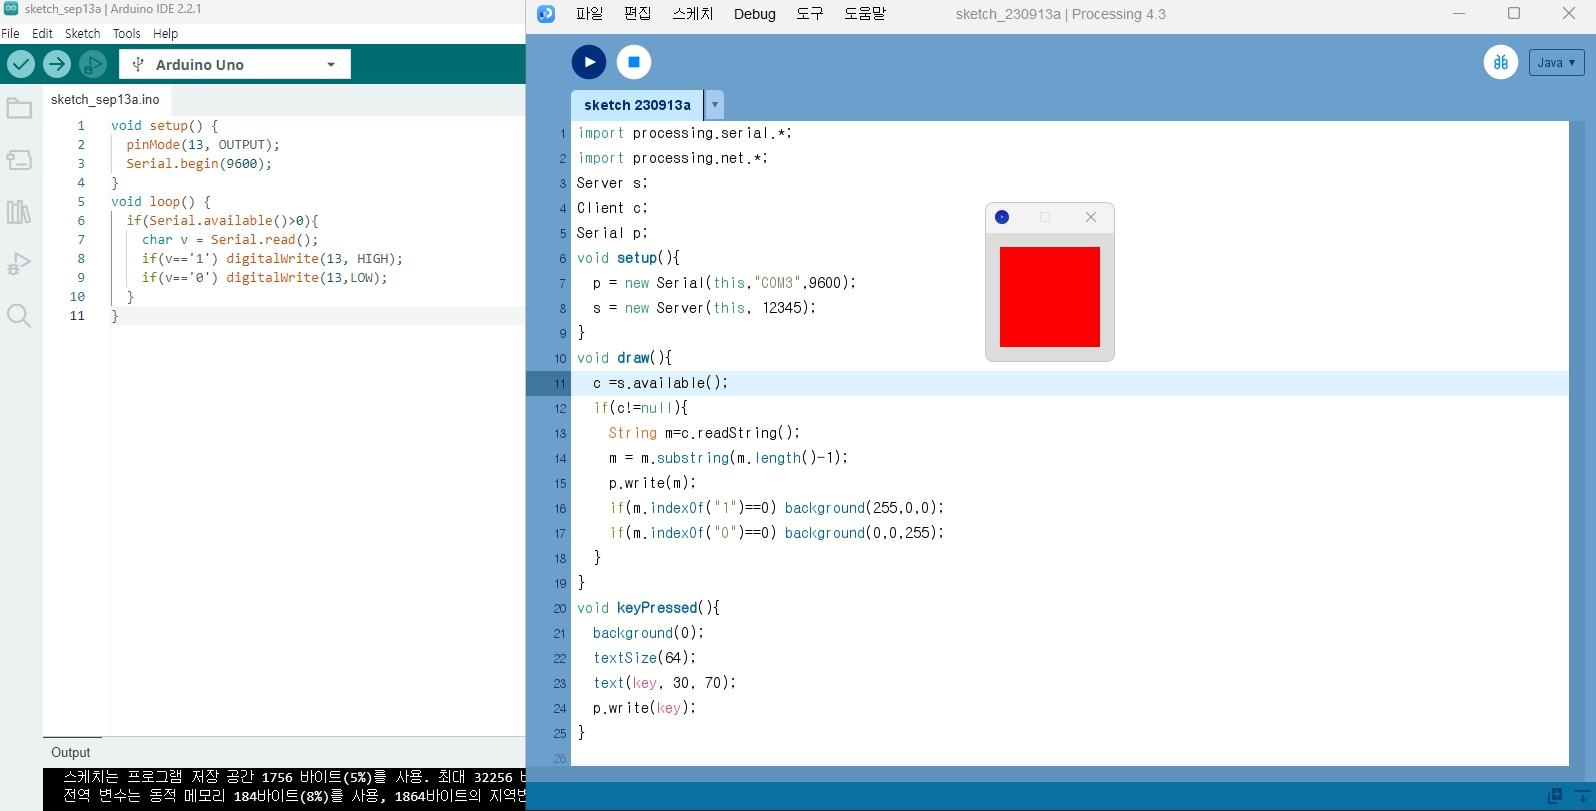 sketch_sep13a | Arduino IDE 2.2.1
File Edit Sketch Tools Help
Arduino Uno
sketch_sep13a.ino
1 void setup() {
2 pinMode(13, OUTPUT);
3 Serial.begin(9600);
4 }
5 void loop() {
6 if(Serial.available()>0){
7 char v = Serial.read();
8 if(v=='1') digitalWrite(13, HIGH);
9 if(v=='0') digitalWrite(13,LOW);
10 }
11 }
Output
스케치는 프로그램 저장 공간 1756 바이트(5%)를 사용. 최대 32256
전역 변수는 동적 메모리 184바이트(8%)를 사용, 1864바이트의
파일 편집 스케치 Debug 도구 도움말 sketch_230913a | Processing 4.3
Java
sketch 230913a
1 import processing.serial.*;
2 import processing.net.*;
3 Server s;
4 Client c;
5 Serial p;
6 void setup(){
7 p = new Serial(this,"COM3",9600);
8 s = new Server(this, 12345);
9 }
10 void draw(){
11 c =s.available();
12 if(c!=null){
13 String m=c.readString();
14 m = m.substring(m.length()-1);
15 p.write(m);
16 if(m.indexOf("1")==0) background(255,0,0);
17 if(m.indexOf("0")==0) background(0,0,255);
18 }
19 }
20 void keyPressed(){
21 background(0);
22 textSize(64);
23 text(key, 30, 70);
24 p.write(key);
25 }
26